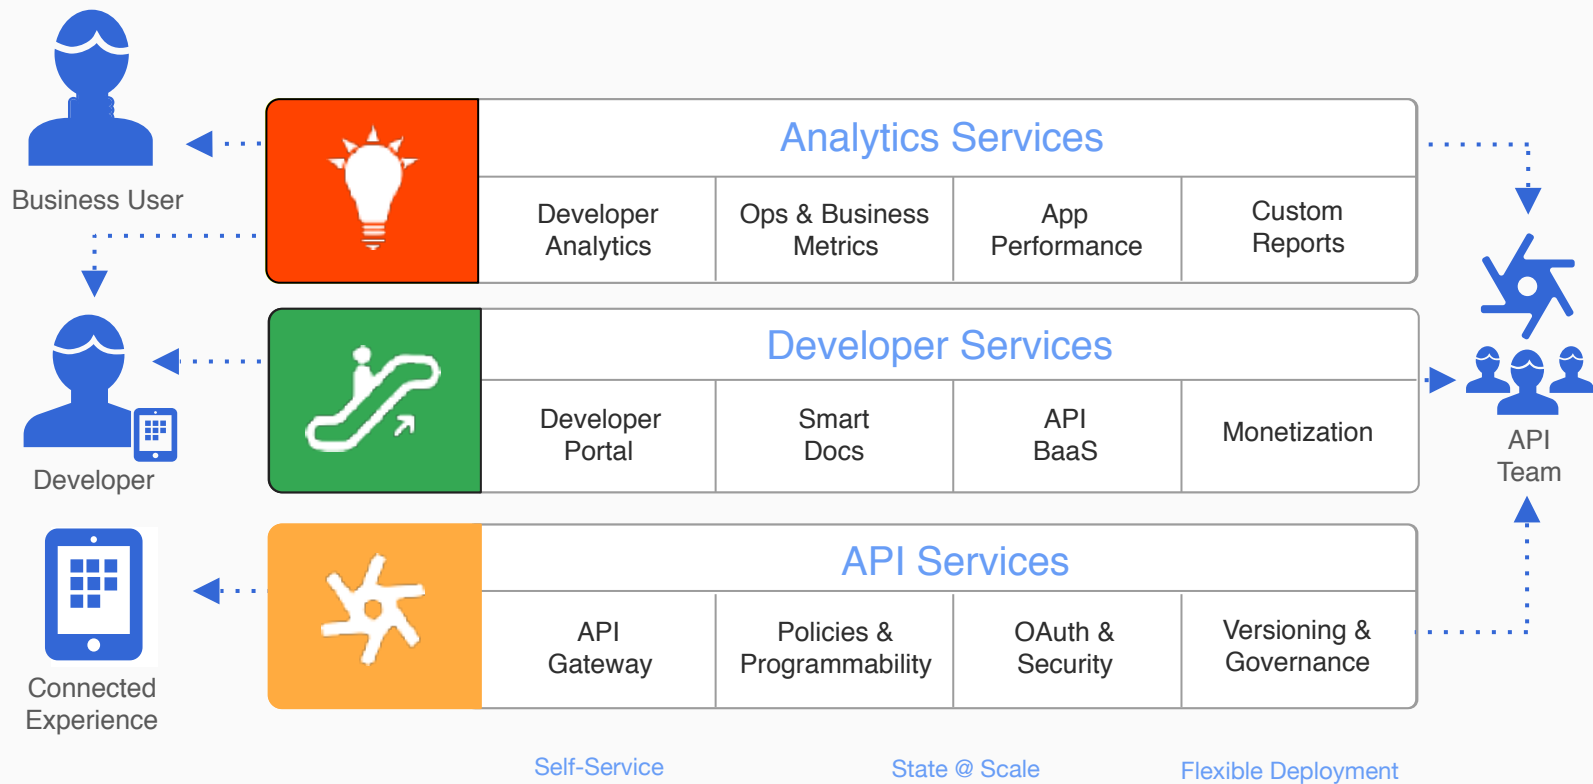 Business User
Analytics Services
Developer
Analytics
Ops & Business
Metrics
App
Performance
Custom
Reports
Developer
Developer Services
Developer
Portal
Smart
Docs
API
BaaS
Monetization
API
Team
Connected
Experience
API Services
API
Gateway
Policies &
Programmability
OAuth &
Security
Versioning &
Governance
Self-Service
State @ Scale
Flexible Deployment